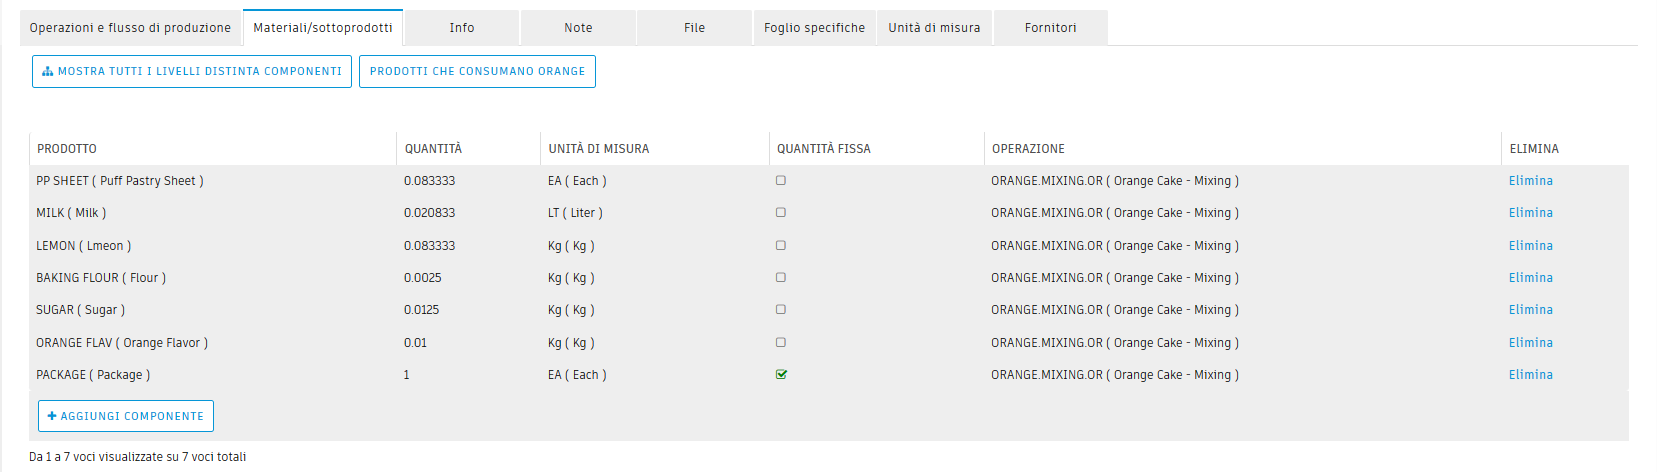 Operazioni e flusso di produzione Materiali/sottoprodotti Info Note File Foglio specifiche Unità di misura Fornitori
MOSTRA TUTTI I LIVELLI DISTINTA COMPONENTI PRODOTTI CHE CONSUMANO ORANGE
PRODOTTO QUANTITÀ UNITÀ DI MISURA QUANTITÀ FISSA OPERAZIONE ELIMINA
PP SHEET ( Puff Pastry Sheet ) 0.083333 EA ( Each ) ORANGE.MIXING.OR ( Orange Cake - Mixing ) Elimina
MILK ( Milk ) 0.020833 LT ( Liter ) ORANGE.MIXING.OR ( Orange Cake - Mixing ) Elimina
LEMON ( Lmeon ) 0.083333 Kg ( Kg ) ORANGE.MIXING.OR ( Orange Cake - Mixing ) Elimina
BAKING FLOUR ( Flour ) 0.0025 Kg ( Kg ) ORANGE.MIXING.OR ( Orange Cake - Mixing ) Elimina
SUGAR ( Sugar ) 0.0125 Kg ( Kg ) ORANGE.MIXING.OR ( Orange Cake - Mixing ) Elimina
ORANGE FLAV ( Orange Flavor ) 0.01 Kg ( Kg ) ORANGE.MIXING.OR ( Orange Cake - Mixing ) Elimina
PACKAGE ( Package ) 1 EA ( Each ) ORANGE.MIXING.OR ( Orange Cake - Mixing ) Elimina
+ AGGIUNGI COMPONENTE
Da 1 a 7 voci visualizzate su 7 voci totali